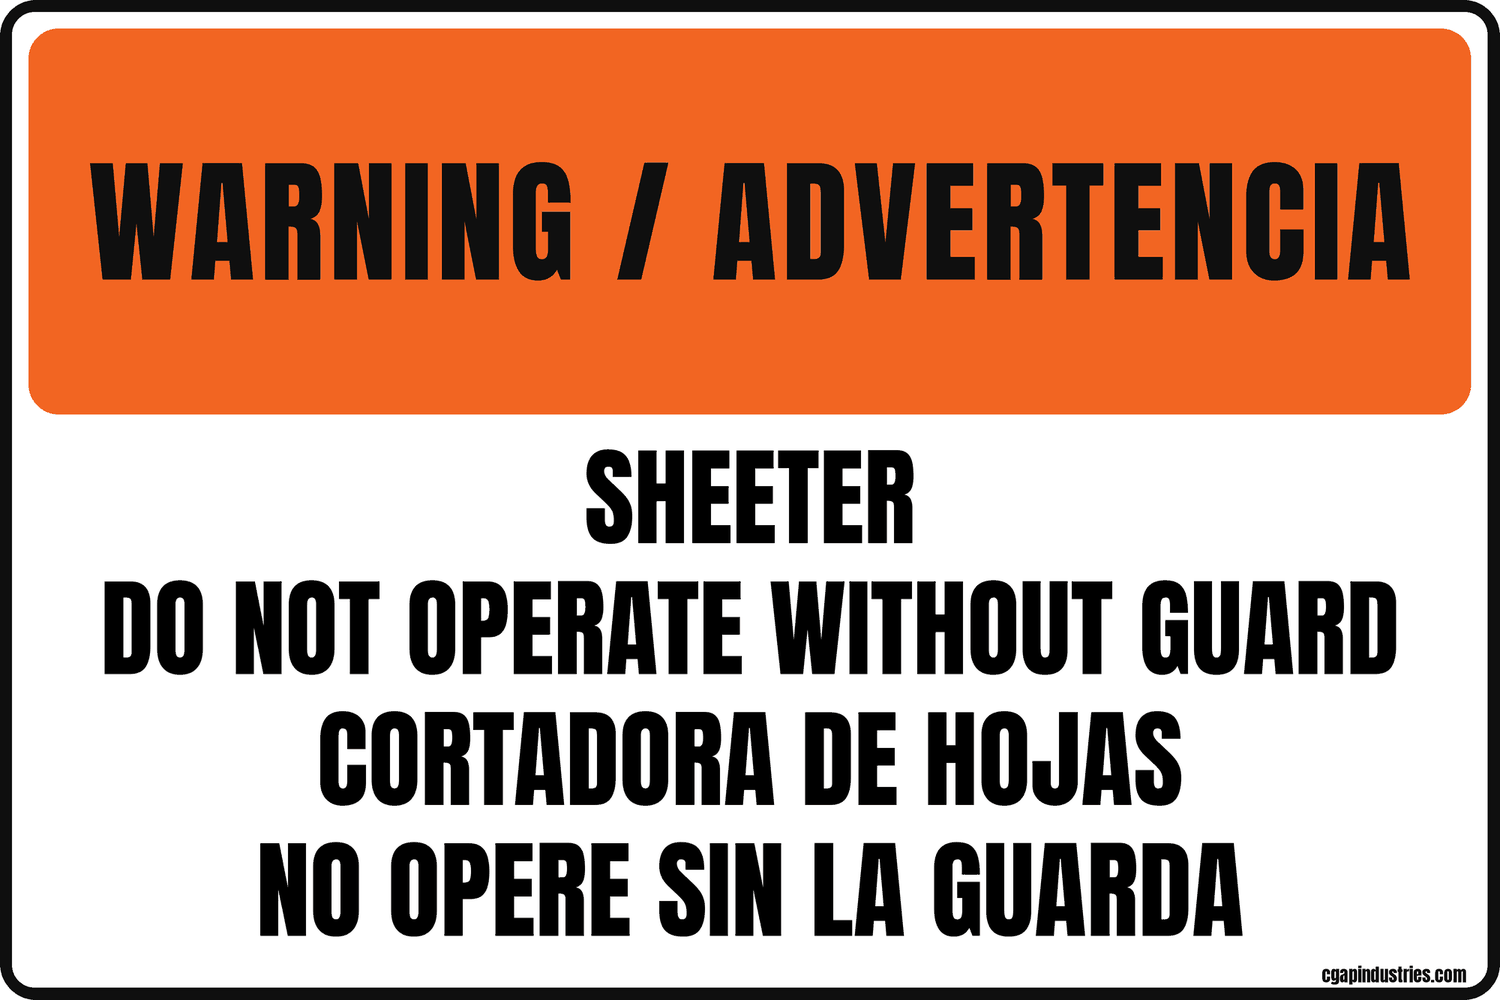 WARNING / ADVERTENCIA
SHEETER
DO NOT OPERATE WITHOUT GUARD
CORTADORA DE HOJAS
NO OPERE SIN LA GUARDA
cgapindustries.com